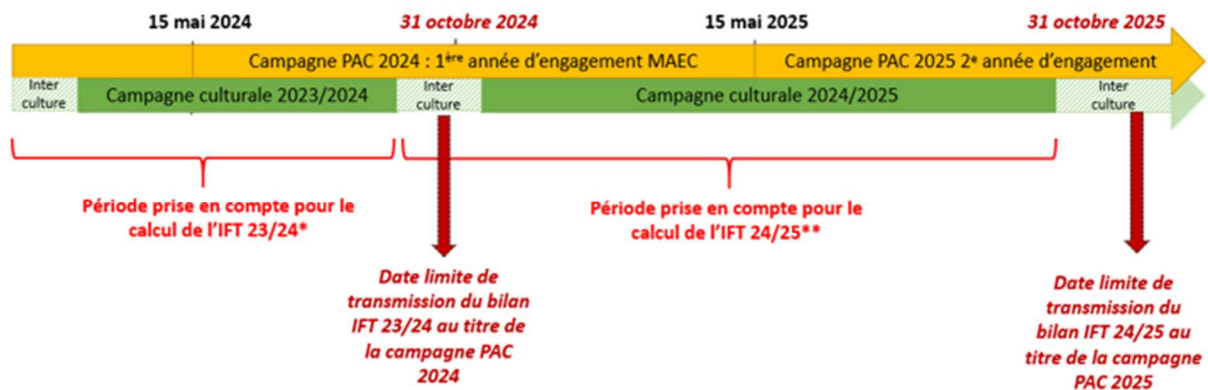 15 mai 2024
31 octobre 2024
15 mai 2025
31 octobre 2025
Campagne PAC 2024 : 1ère année d'engagement MAEC
Campagne PAC 2025 2e année d'engagement
Inter
culture
Campagne culturale 2023/2024
Inter
culture
Campagne culturale 2024/2025
Inter
culture
Période prise en compte pour le
calcul de l'IFT 23/24*
Période prise en compte pour le
calcul de l'IFT 24/25**
Date limite de
transmission du bilan
IFT 23/24 au titre de
la campagne PAC
2024
Date limite de
transmission du
bilan IFT 24/25 au
titre de la campagne
PAC 2025